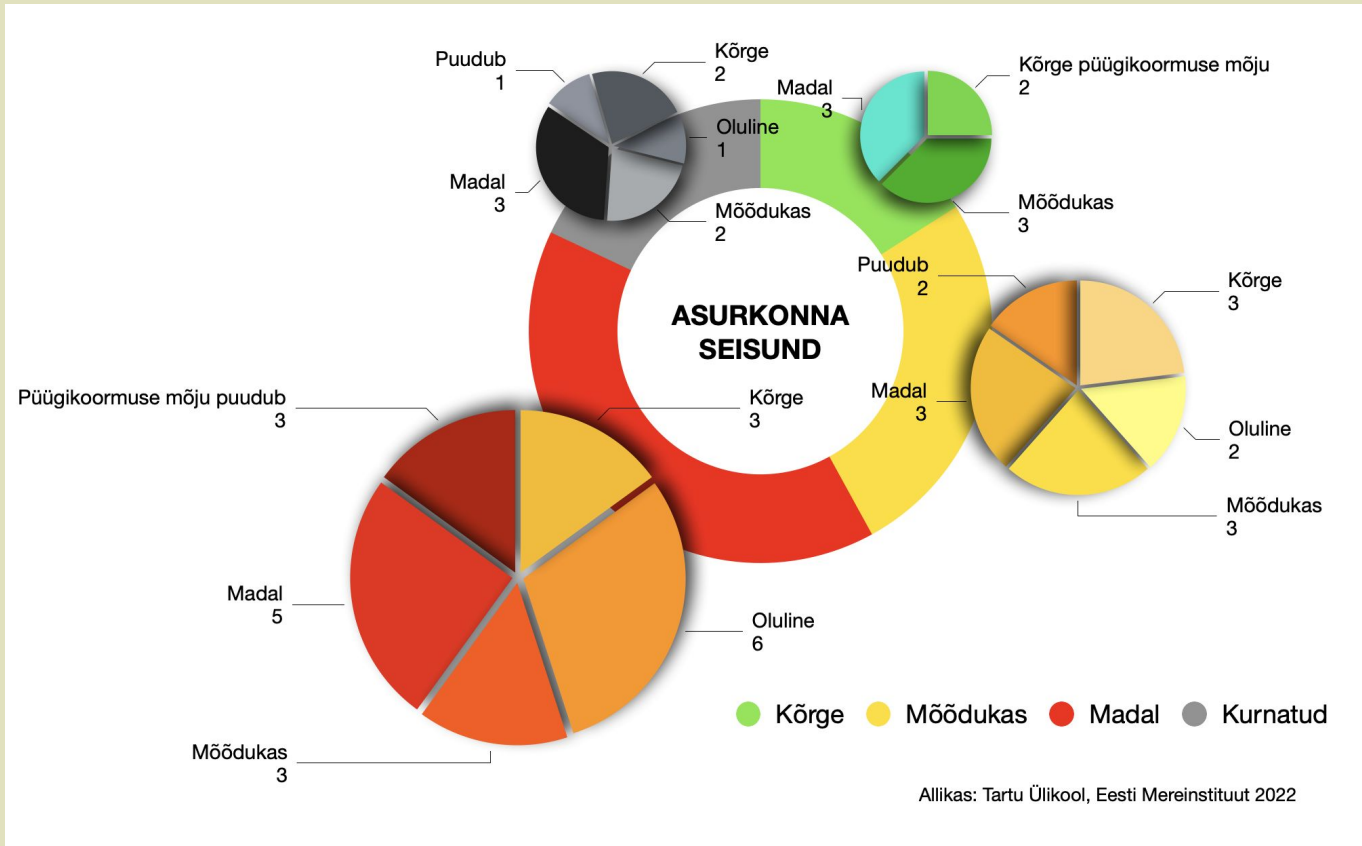 Puudub
1
Kõrge
2
Oluline
1
Mõõdukas
2
Madal
3
Kõrge püügikoormuse mõju
2
Madal
3
Mõõdukas
3
Puudub
2
Kõrge
3
Madal
3
Oluline
2
Mõõdukas
3
ASURKONNA
SEISUND
Püügikoormuse mõju puudub
3
Kõrge
3
Madal
5
Oluline
6
Mõõdukas
3
Kõrge Mõõdukas Madal Kurnatud
Allikas: Tartu Ülikool, Eesti Mereinstituut 2022